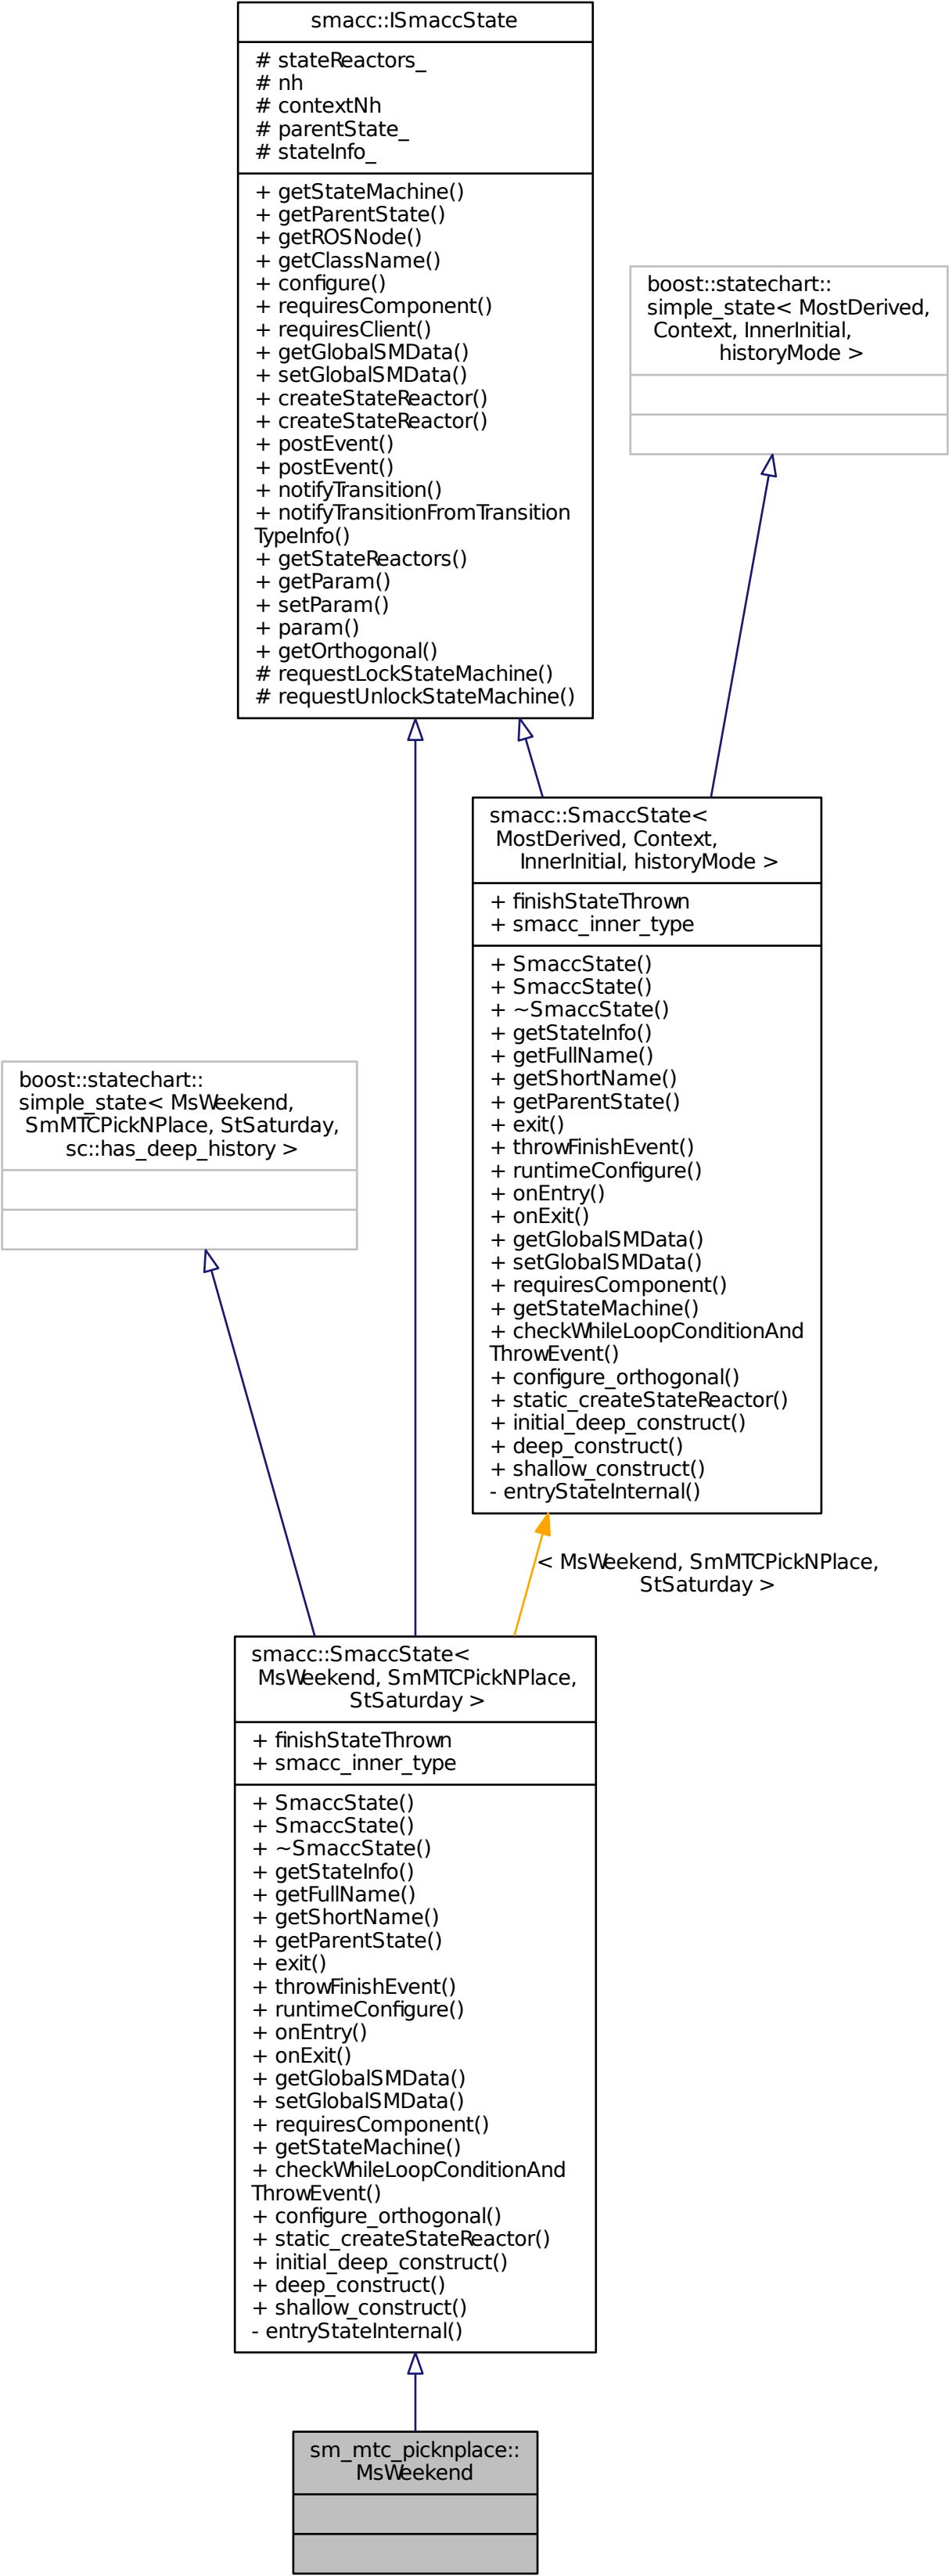 smacc::ISmaccState
# stateReactors_
# nh
# contextNh
# parentState_
# stateInfo_
+ getStateMachine()
+ getParentState()
+ getROSNode()
+ getClassName()
+ configure()
+ requiresComponent()
+ requiresClient()
+ getGlobalSMData()
+ setGlobalSMData()
+ createStateReactor()
+ createStateReactor()
+ postEvent()
+ postEvent()
+ notifyTransition()
+ notifyTransitionFromTransition
TypeInfo()
+ getStateReactors()
+ getParam()
+ setParam()
+ param()
+ getOrthogonal()
# requestLockStateMachine()
# requestUnlockStateMachine()
boost::statechart::
simple_state< MostDerived,
Context, InnerInitial,
historyMode >
smacc::SmaccState<
MostDerived, Context,
InnerInitial, historyMode >
+ finishStateThrown
+ smacc_inner_type
+ SmaccState()
+ SmaccState()
+ ~SmaccState()
+ getStateInfo()
+ getFullName()
+ getShortName()
+ getParentState()
+ exit()
+ throwFinishEvent()
+ runtimeConfigure()
+ onEntry()
+ onExit()
+ getGlobalSMData()
+ setGlobalSMData()
+ requiresComponent()
+ getStateMachine()
+ checkWhileLoopConditionAnd
ThrowEvent()
+ configure_orthogonal()
+ static_createStateReactor()
+ initial_deep_construct()
+ deep_construct()
+ shallow_construct()
- entryStateInternal()
boost::statechart::
simple_state< MsWeekend,
SmMTCPickNPlace, StSaturday,
sc::has_deep_history >
< MsWeekend, SmMTCPickNPlace,
StSaturday >
smacc::SmaccState<
MsWeekend, SmMTCPickNPlace,
StSaturday >
+ finishStateThrown
+ smacc_inner_type
+ SmaccState()
+ SmaccState()
+ ~SmaccState()
+ getStateInfo()
+ getFullName()
+ getShortName()
+ getParentState()
+ exit()
+ throwFinishEvent()
+ runtimeConfigure()
+ onEntry()
+ onExit()
+ getGlobalSMData()
+ setGlobalSMData()
+ requiresComponent()
+ getStateMachine()
+ checkWhileLoopConditionAnd
ThrowEvent()
+ configure_orthogonal()
+ static_createStateReactor()
+ initial_deep_construct()
+ deep_construct()
+ shallow_construct()
- entryStateInternal()
sm_mtc_picknplace::
MsWeekend